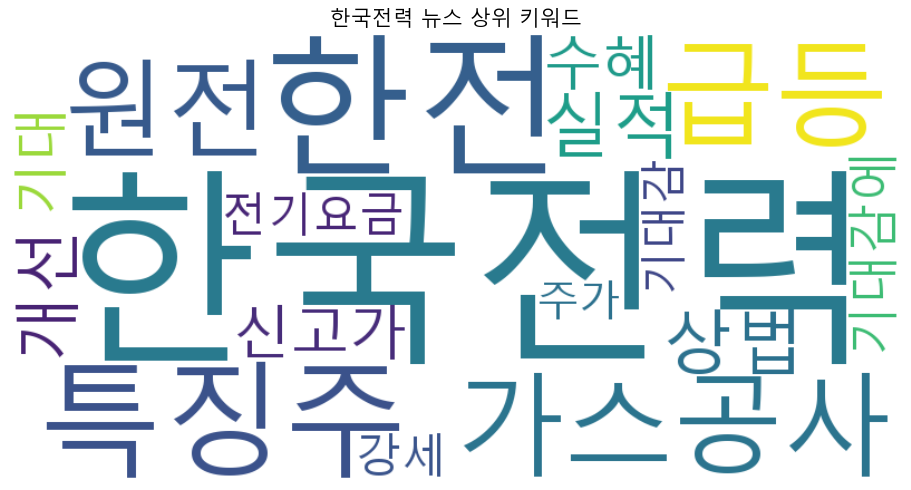 한국전력 뉴스 상위 키워드
원전
한전
수혜
실적
급등
기대
한국전력
전기요금
기대감
기대감에
개선
신고가
주가
상법
특징주
강세
가스공사